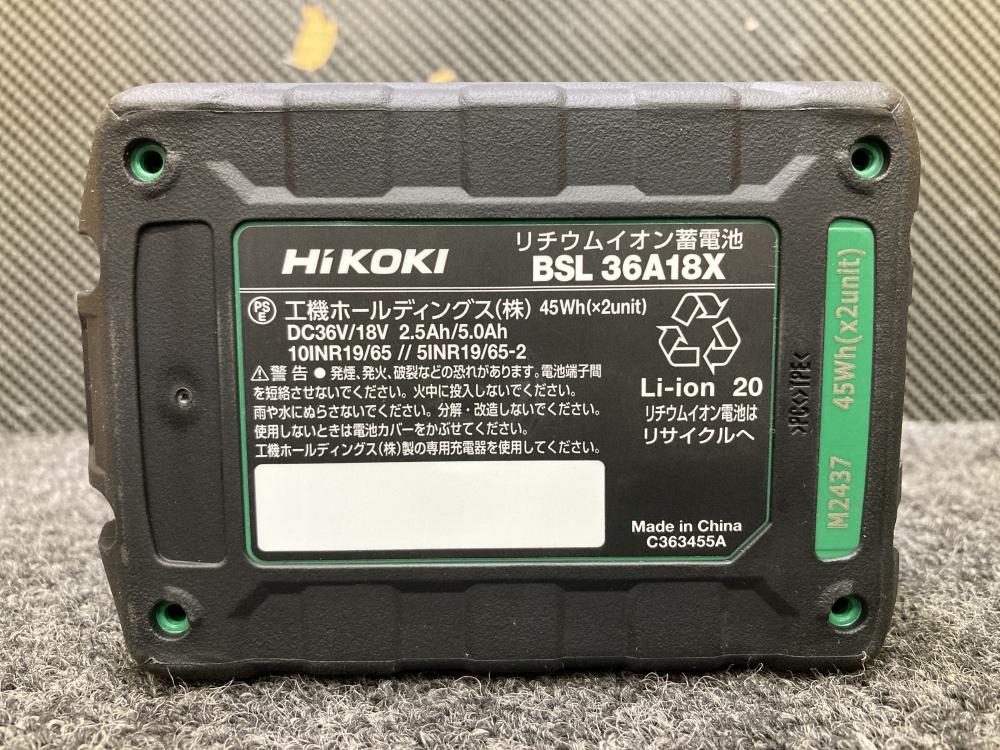 HiKOKI
リチウムイオン蓄電池
BSL 36A18X
PSE 工機ホールディングス(株) 45Wh(×2unit)
DC36V/18V 2.5Ah/5.0Ah
10INR19/65 // 5INR19/65-2
⚠警告 ● 発煙、発火、破裂などの恐れがあります。電池端子間
を短絡させないでください。火中に投入しないでください。
雨や水にぬらさないでください。分解・改造しないでください。
使用しないときは電池カバーをかぶせてください。
工機ホールディングス(株)製の専用充電器を使用してください。
Li-ion 20
リチウムイオン電池は
リサイクルへ
Made in China
C363455A
>PC+TPE<
M2437 45Wh(x2unit)